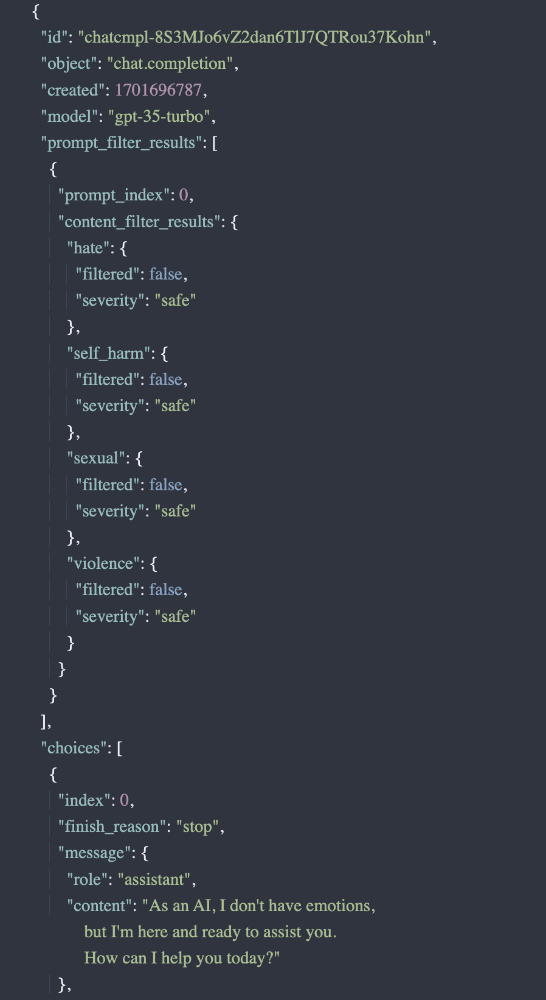 {
"id": "chatcmpl-8S3MJo6vZ2dan6TlJ7QTRou37Kohn",
"object": "chat.completion",
"created": 1701696787,
"model": "gpt-35-turbo",
"prompt_filter_results": [
{
"prompt_index": 0,
"content_filter_results": {
"hate": {
"filtered": false,
"severity": "safe"
},
"self_harm": {
"filtered": false,
"severity": "safe"
},
"sexual": {
"filtered": false,
"severity": "safe"
},
"violence": {
"filtered": false,
"severity": "safe"
}
}
}
],
"choices": [
{
"index": 0,
"finish_reason": "stop",
"message": {
"role": "assistant",
"content": "As an AI, I don't have emotions,
but I'm here and ready to assist you.
How can I help you today?"
},